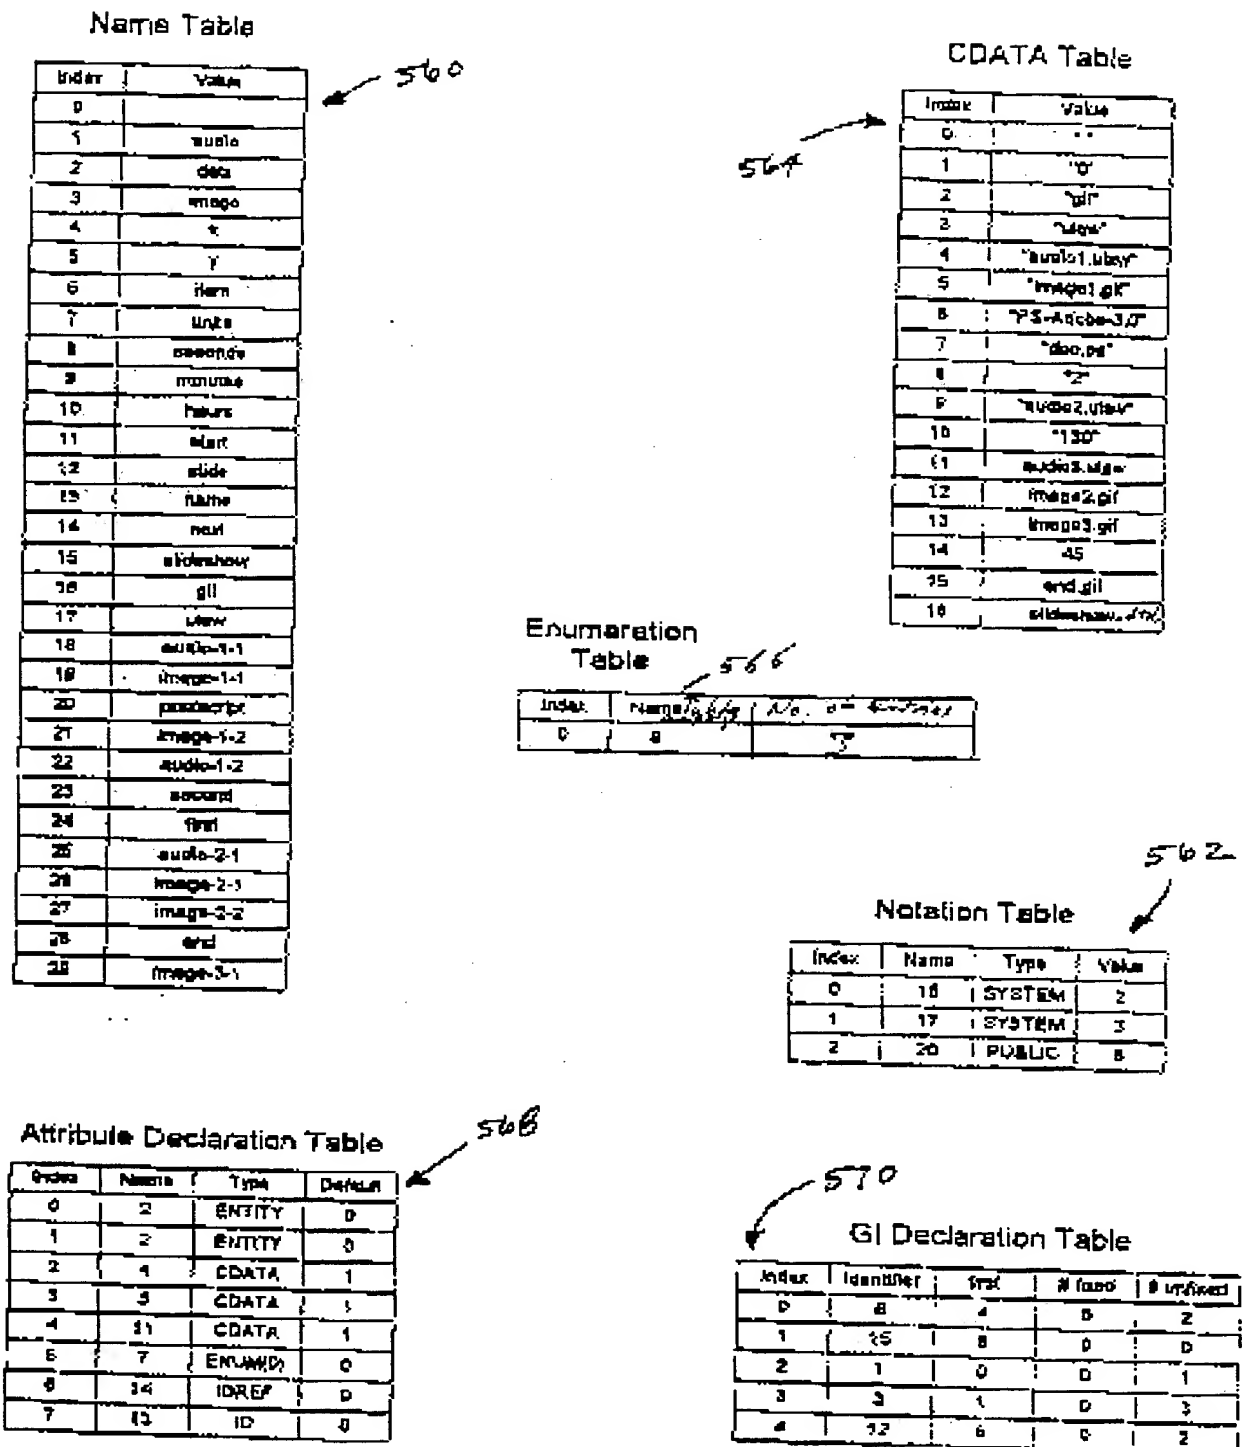 Name Table
560
Index Value
0
1 audio
2 data
3 image
4 x
5 y
6 item
7 units
8 seconds
9 minutes
10 hours
11 start
12 slide
13 name
14 next
15 slideshow
16 gif
17 ulaw
18 audio-1-1
19 image-1-1
20 postscript
21 image-1-2
22 audio-1-2
23 second
24 first
25 audio-2-1
26 image-2-1
27 image-2-2
28 end
29 image-3-1
CDATA Table
564
Index Value
0 ""
1 "0"
2 "gif"
3 "ulaw"
4 "audio1.ulaw"
5 "image1.gif"
6 "PS-Adobe-3.0"
7 "doc.ps"
8 "2"
9 "audio2.ulaw"
10 "130"
11 audio3.ulaw
12 image2.gif
13 image3.gif
14 45
15 end.gif
16 slideshow.
Enumeration
Table
566
Index Name No. of
0 8
562
Notation Table
Index Name Type Value
0 16 SYSTEM 2
1 17 SYSTEM 3
2 20 PUBLIC 6
Attribute Declaration Table
568
Index Name Type Default
0 2 ENTITY 0
1 2 ENTITY 0
2 4 CDATA 1
3 5 CDATA 1
4 11 CDATA 1
5 7 ENUM(0) 0
6 14 IDREF 0
7 13 ID 0
570
GI Declaration Table
Index Identifier first # fixed # unfixed
0 6 4 0 2
1 15 8 0 0
2 1 0 0 1
3 3 1 0 3
4 12 6 0 2